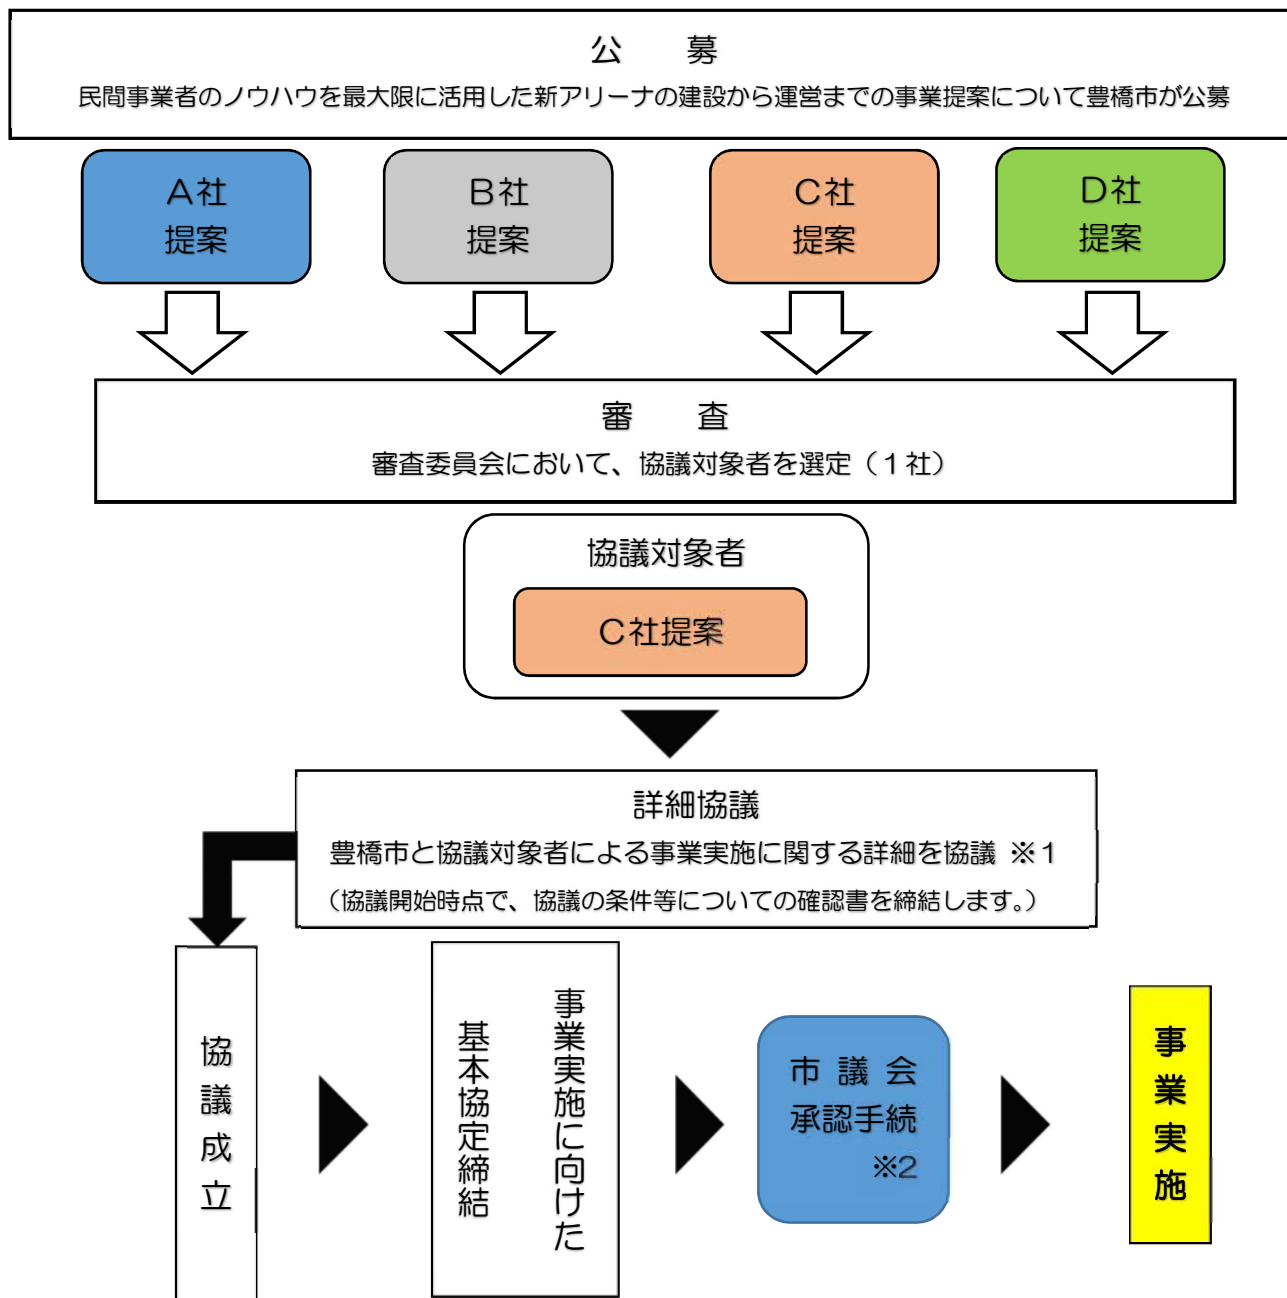 公　募
民間事業者のノウハウを最大限に活用した新アリーナの建設から運営までの事業提案について豊橋市が公募
A社
提案
B社
提案
C社
提案
D社
提案
審　査
審査委員会において、協議対象者を選定（１社）
協議対象者
C社提案
詳細協議
豊橋市と協議対象者による事業実施に関する詳細を協議 ※１
（協議開始時点で、協議の条件等についての確認書を締結します。）
協議成立
事業実施に向けた
基本協定締結
市 議 会
承認手続
※2
事業実施